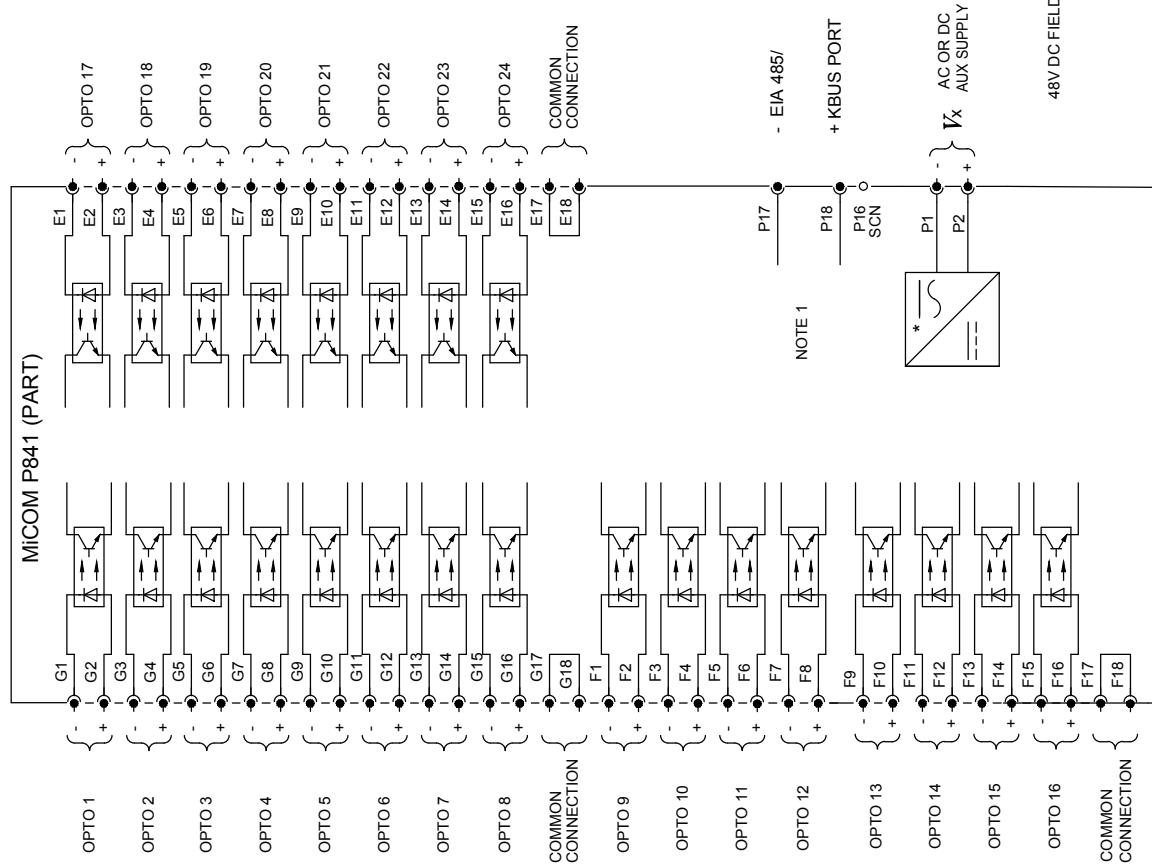 MiCOM P841 (PART)
OPTO 1
-
+
G1
G2
OPTO 2
-
+
G3
G4
OPTO 3
-
+
G5
G6
OPTO 4
-
+
G7
G8
OPTO 5
-
+
G9
G10
OPTO 6
-
+
G11
G12
OPTO 7
-
+
G13
G14
OPTO 8
-
+
G15
G16
COMMON
CONNECTION
G17
G18
OPTO 9
-
+
F1
F2
OPTO 10
-
+
F3
F4
OPTO 11
-
+
F5
F6
OPTO 12
-
+
F7
F8
OPTO 13
-
+
F9
F10
OPTO 14
-
+
F11
F12
OPTO 15
-
+
F13
F14
OPTO 16
-
+
F15
F16
COMMON
CONNECTION
F17
F18
E1
E2
-
+
OPTO 17
E3
E4
-
+
OPTO 18
E5
E6
-
+
OPTO 19
E7
E8
-
+
OPTO 20
E9
E10
-
+
OPTO 21
E11
E12
-
+
OPTO 22
E13
E14
-
+
OPTO 23
E15
E16
-
+
OPTO 24
E17
E18
COMMON
CONNECTION
P17
- EIA 485/
P18
+ KBUS PORT
P16
SCN
NOTE 1
*
P1
P2
-
+
Vx
AC OR DC
AUX SUPPLY
48V DC FIELD